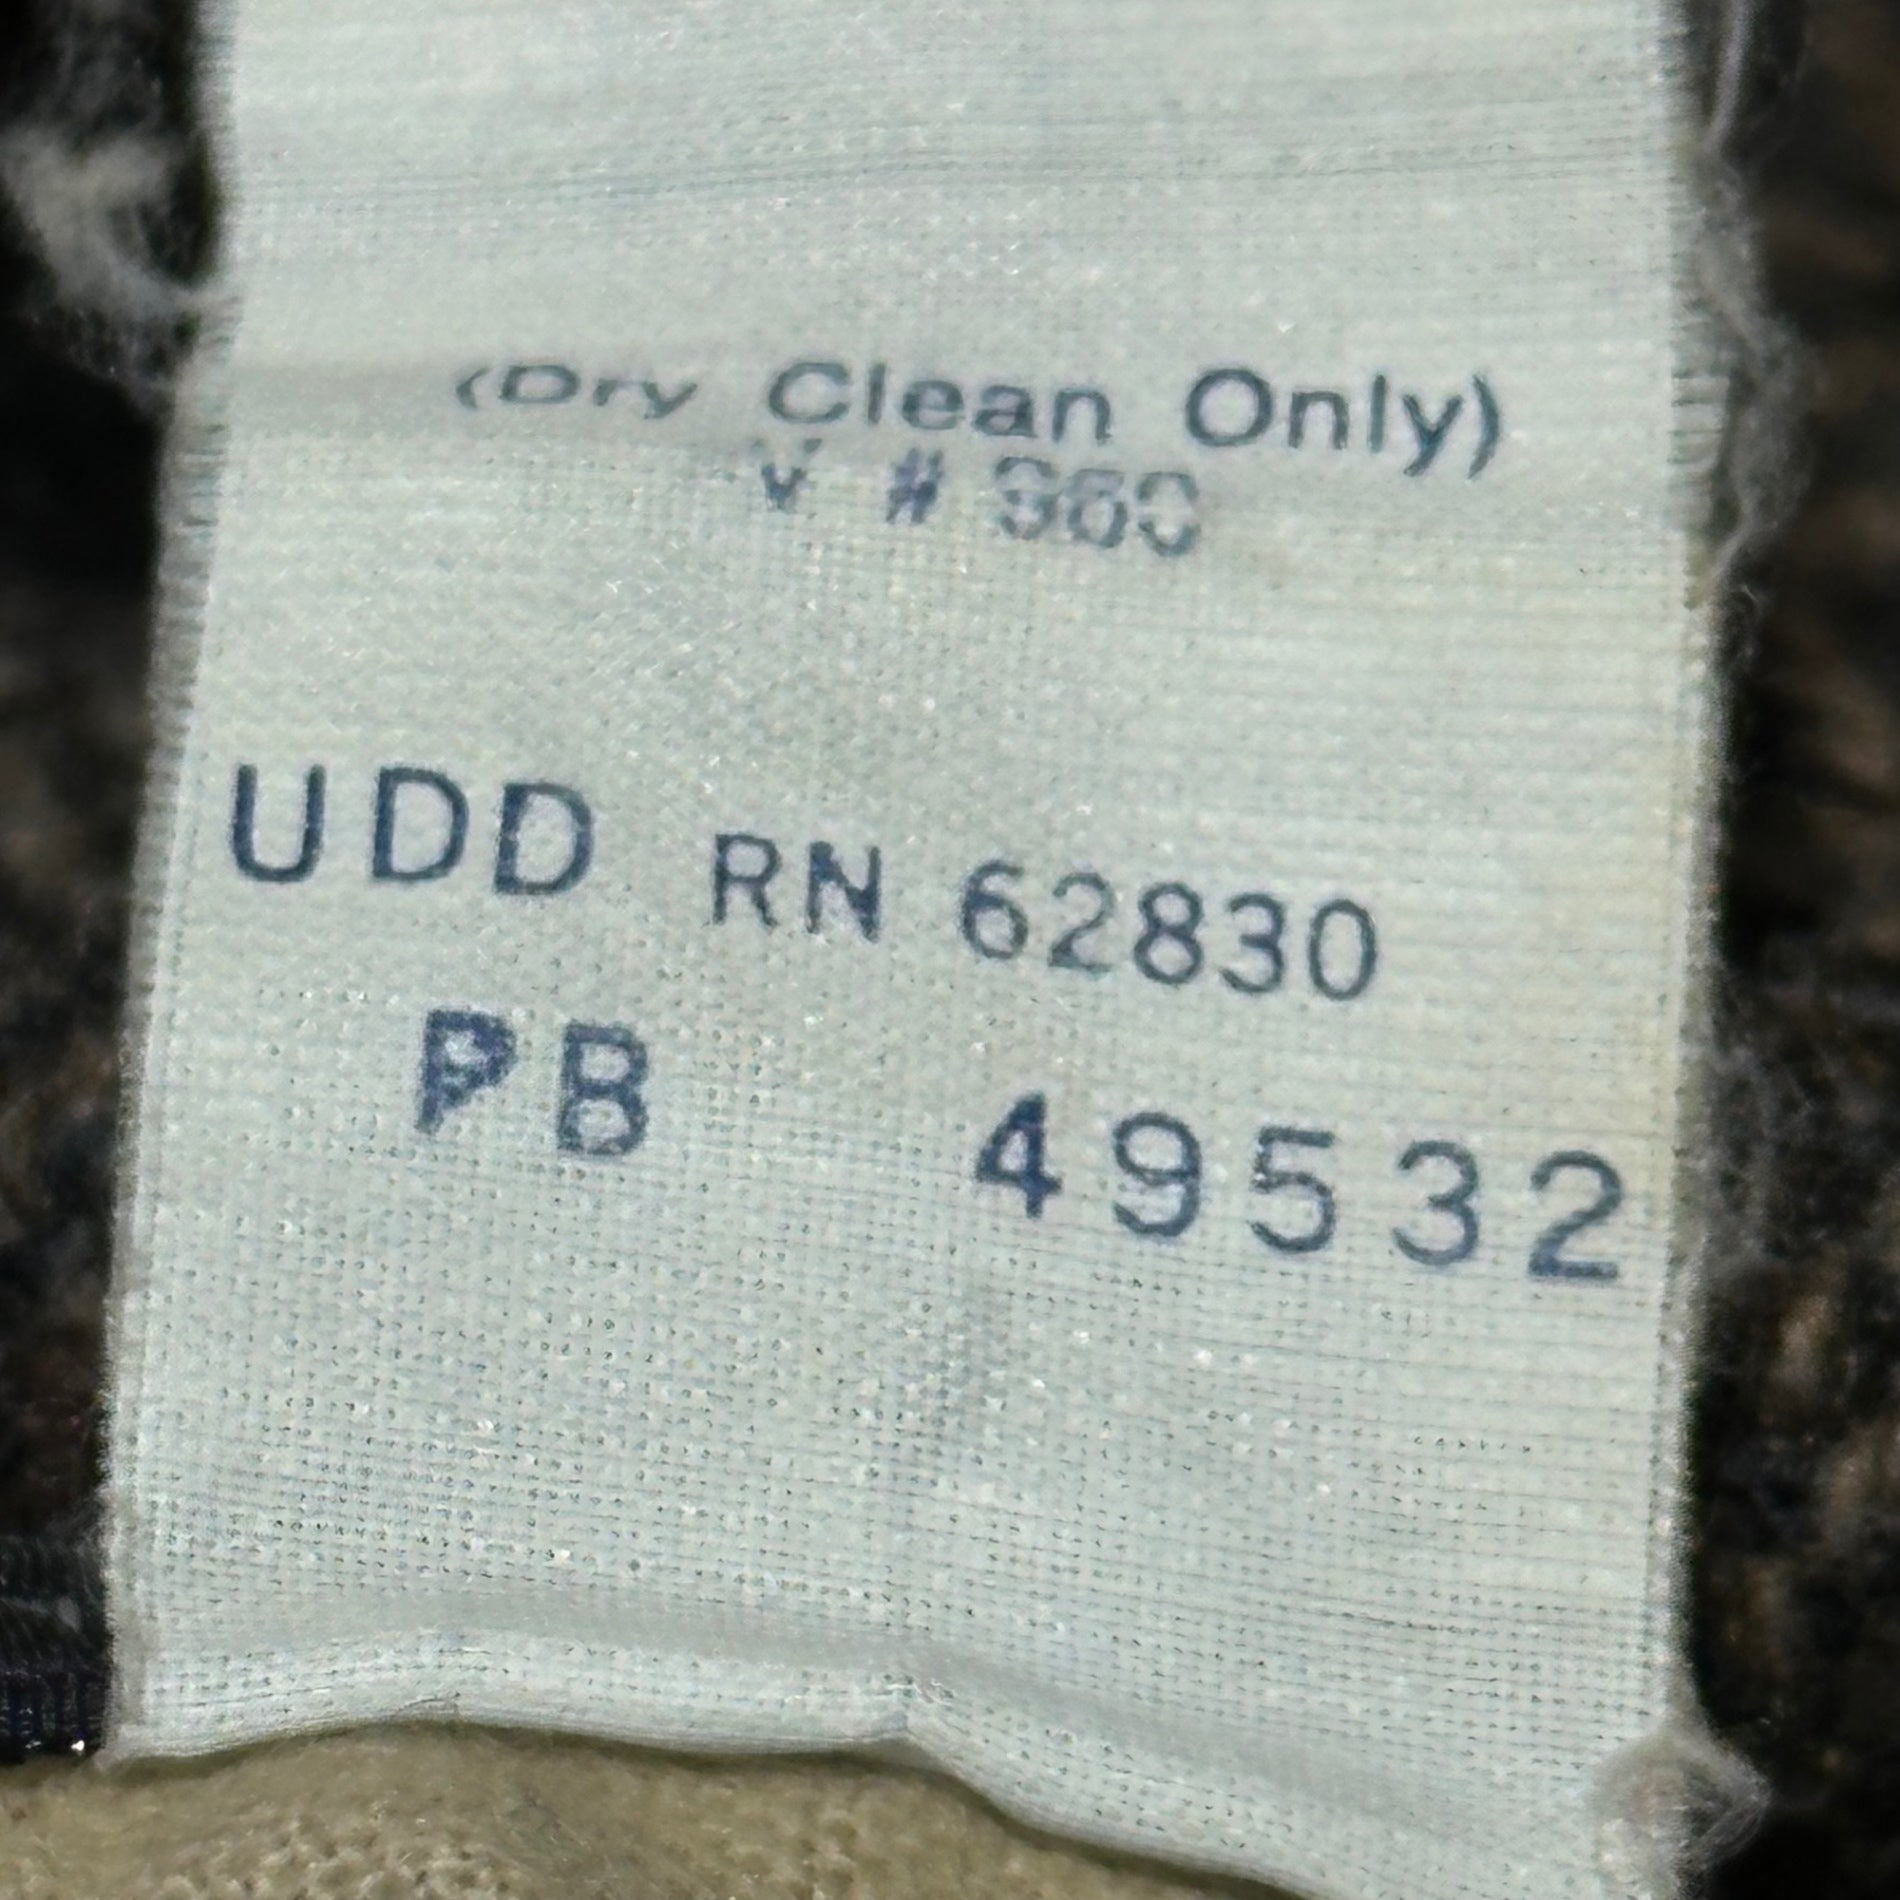 (Dry Clean Only)
V #
UDD RN 62830
PB 49532